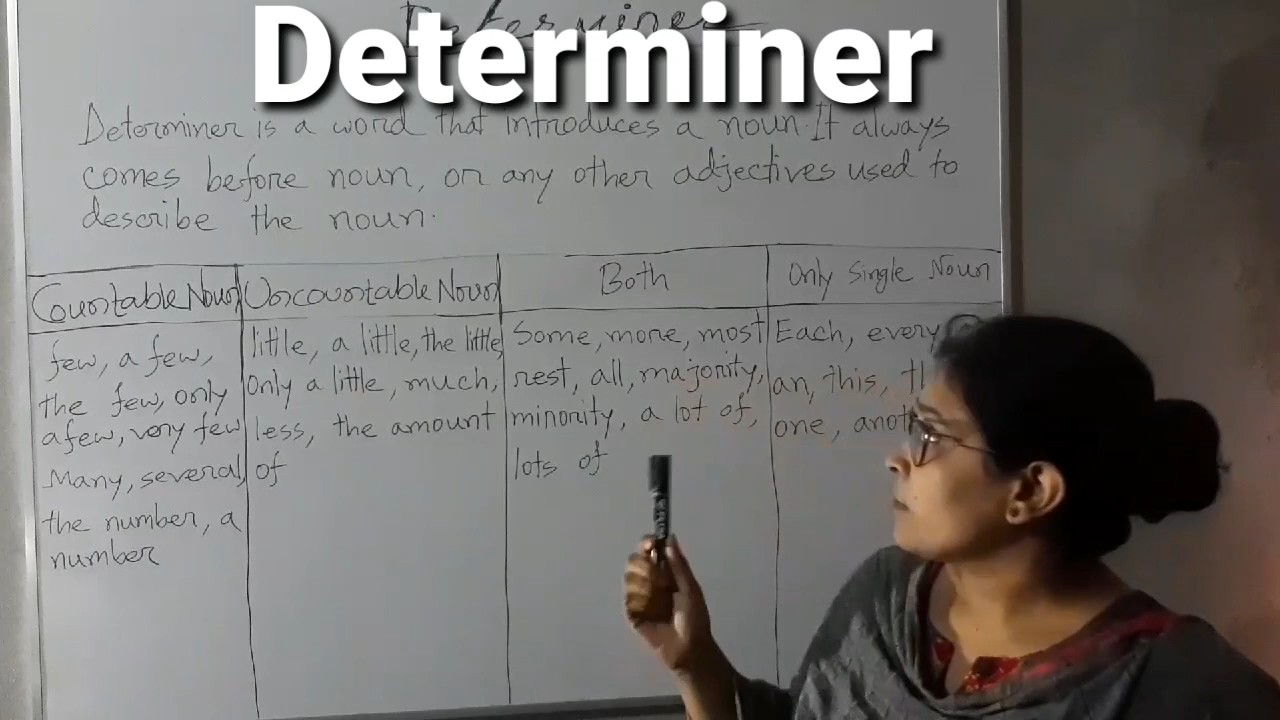 Determiner
Determiner
Determiner is a word that introduces a noun. It always
comes before noun, or any other adjectives used to
describe the noun.
Countable Noun
few, a few,
the few, only
a few, very few
Many, several,
the number, a
number
Uncountable Noun
little, a little, the little,
Only a little, much,
less, the amount
of
Both
Some, more, most
rest, all, majority,
minority, a lot of,
lots of
Only Single Noun
Each, every
an, this,
one,